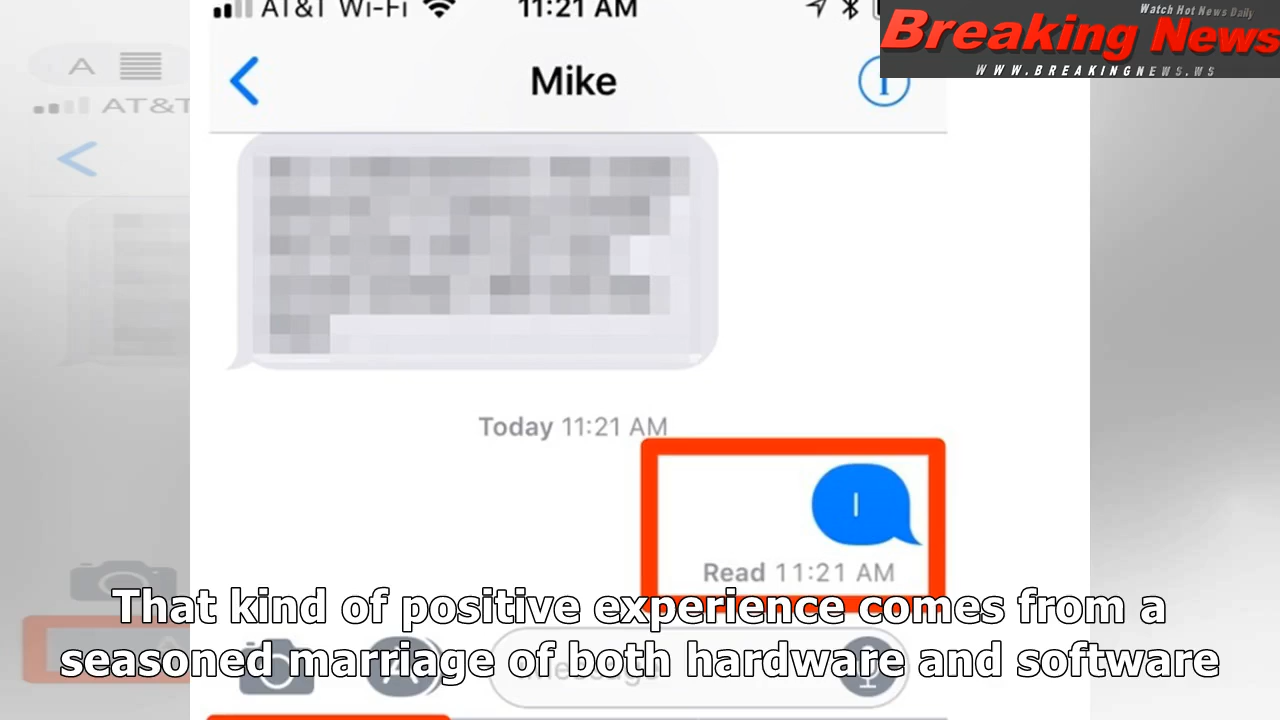 AT&T Wi-Fi 11:21 AM
Watch Hot News Daily
Breaking News
WWW.BREAKINGNEWS.WS
A
AT&T
Mike
Today 11:21 AM
I
Read 11:21 AM
That kind of positive experience comes from a
seasoned marriage of both hardware and software